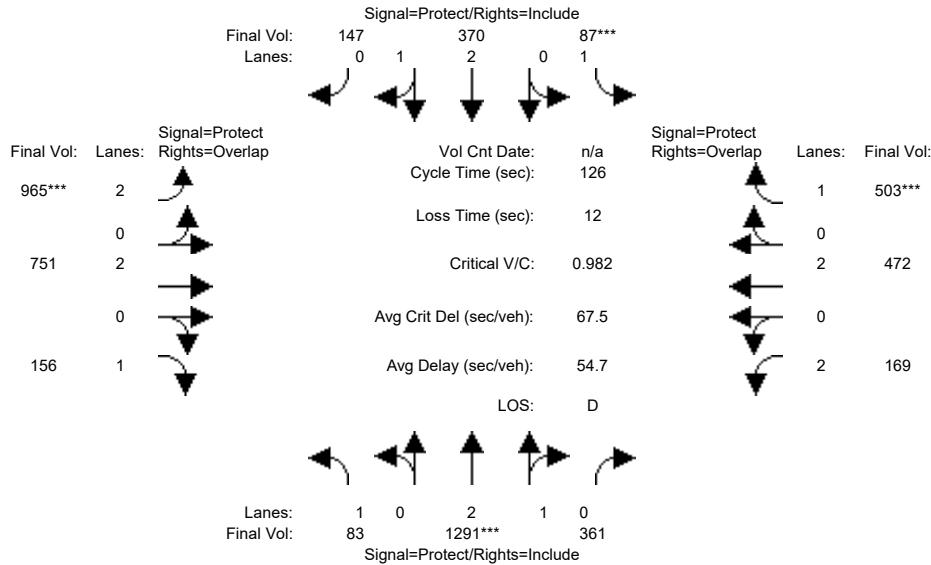 Signal=Protect/Rights=Include
Final Vol: 147 370 87***
Lanes: 0 1 2 0 1
Signal=Protect Signal=Protect
Final Vol: Lanes: Rights=Overlap Vol Cnt Date: n/a Rights=Overlap Lanes: Final Vol:
Cycle Time (sec): 126
965*** 2 1 503***
Loss Time (sec): 12
0 0
751 2 Critical V/C: 0.982 2 472
0 Avg Crit Del (sec/veh): 67.5 0
156 1 Avg Delay (sec/veh): 54.7 2 169
LOS: D
Lanes: 1 0 2 1 0
Final Vol: 83 1291*** 361
Signal=Protect/Rights=Include